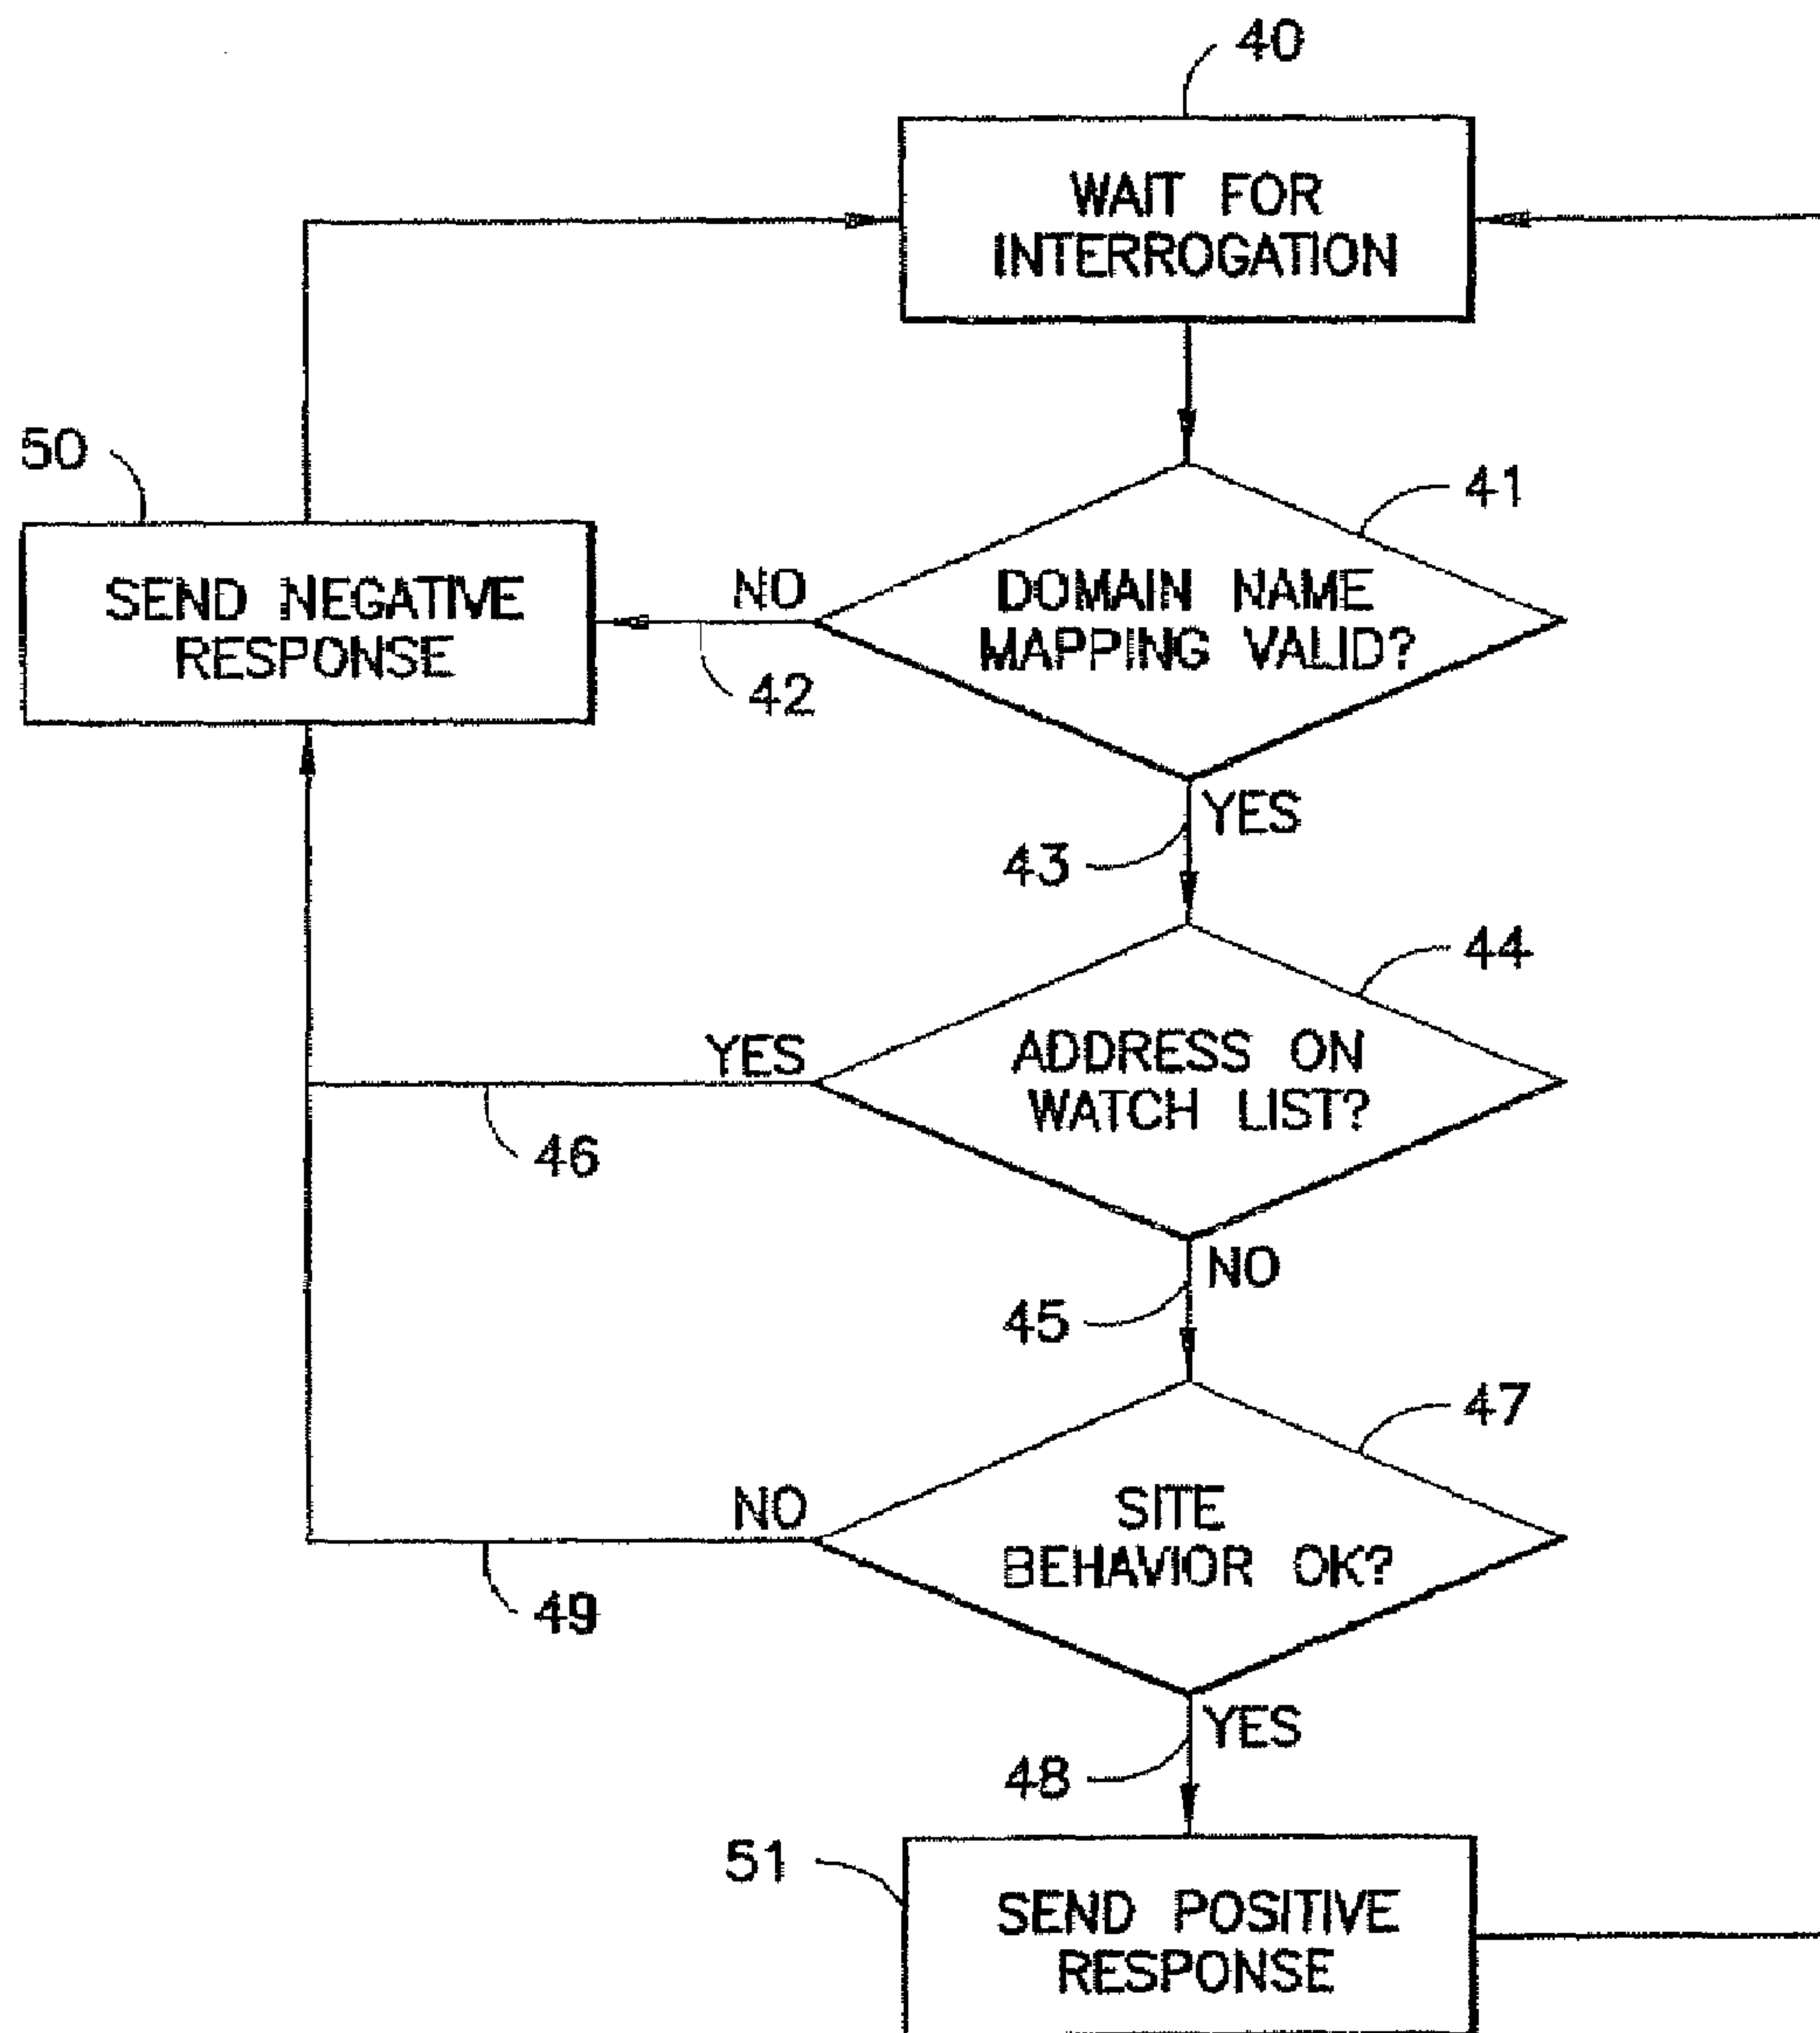 40
WAIT FOR
INTERROGATION
50
41
SEND NEGATIVE
RESPONSE
NO
DOMAIN NAME
MAPPING VALID?
42
YES
43
44
YES
ADDRESS ON
WATCH LIST?
46
NO
45
47
NO
SITE
BEHAVIOR OK?
49
YES
48
51
SEND POSITIVE
RESPONSE